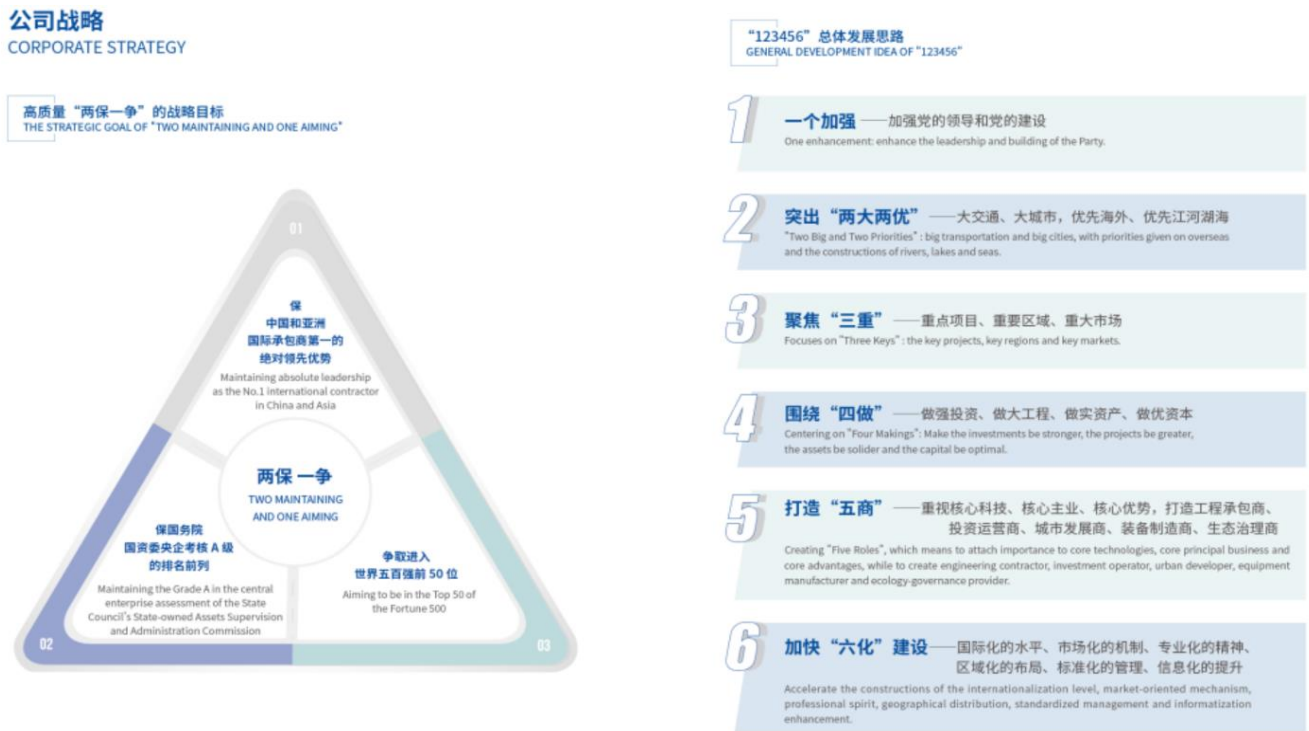 公司战略
CORPORATE STRATEGY
高质量“两保一争”的战略目标
THE STRATEGIC GOAL OF "TWO MAINTAINING AND ONE AIMING"
01
保
中国和亚洲
国际承包商第一的
绝对领先优势
Maintaining absolute leadership
as the No.1 international contractor
in China and Asia
两保一争
TWO MAINTAINING
AND ONE AIMING
保国务院
国资委央企考核 A 级
的排名前列
Maintaining the Grade A in the central
enterprise assessment of the State
Council's State-owned Assets Supervision
and Administration Commission
02
争取进入
世界五百强前 50 位
Aiming to be in the Top 50 of
the Fortune 500
03
“123456”总体发展思路
GENERAL DEVELOPMENT IDEA OF "123456"
1
一个加强——加强党的领导和党的建设
One enhancement: enhance the leadership and building of the Party.
2
突出“两大两优”——大交通、大城市，优先海外、优先江河湖海
"Two Big and Two Priorities" : big transportation and big cities, with priorities given on overseas
and the constructions of rivers, lakes and seas.
3
聚焦“三重”——重点项目、重要区域、重大市场
Focuses on "Three Keys" : the key projects, key regions and key markets.
4
围绕“四做”——做强投资、做大工程、做实资产、做优资本
Centering on "Four Makings": Make the investments be stronger, the projects be greater,
the assets be solider and the capital be optimal.
5
打造“五商”——重视核心科技、核心主业、核心优势，打造工程承包商、
投资运营商、城市发展商、装备制造商、生态治理商
Creating "Five Roles", which means to attach importance to core technologies, core principal business and
core advantages, while to create engineering contractor, investment operator, urban developer, equipment
manufacturer and ecology-governance provider.
6
加快“六化”建设——国际化的水平、市场化的机制、专业化的精神、
区域化的布局、标准化的管理、信息化的提升
Accelerate the constructions of the internationalization level, market-oriented mechanism,
professional spirit, geographical distribution, standardized management and informatization
enhancement.